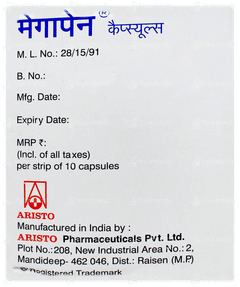 मेगापेन® कैप्स्यूल्स
M. L. No.: 28/15/91
B. No.:
Mfg. Date:
Expiry Date:
MRP ₹:
(Incl. of all taxes)
per strip of 10 capsules
ARISTO
Manufactured in India by :
ARISTO Pharmaceuticals Pvt. Ltd.
Plot No.:208, New Industrial Area No.:2,
Mandideep- 462 046, Dist.: Raisen (M.P.)
® Registered Trademark